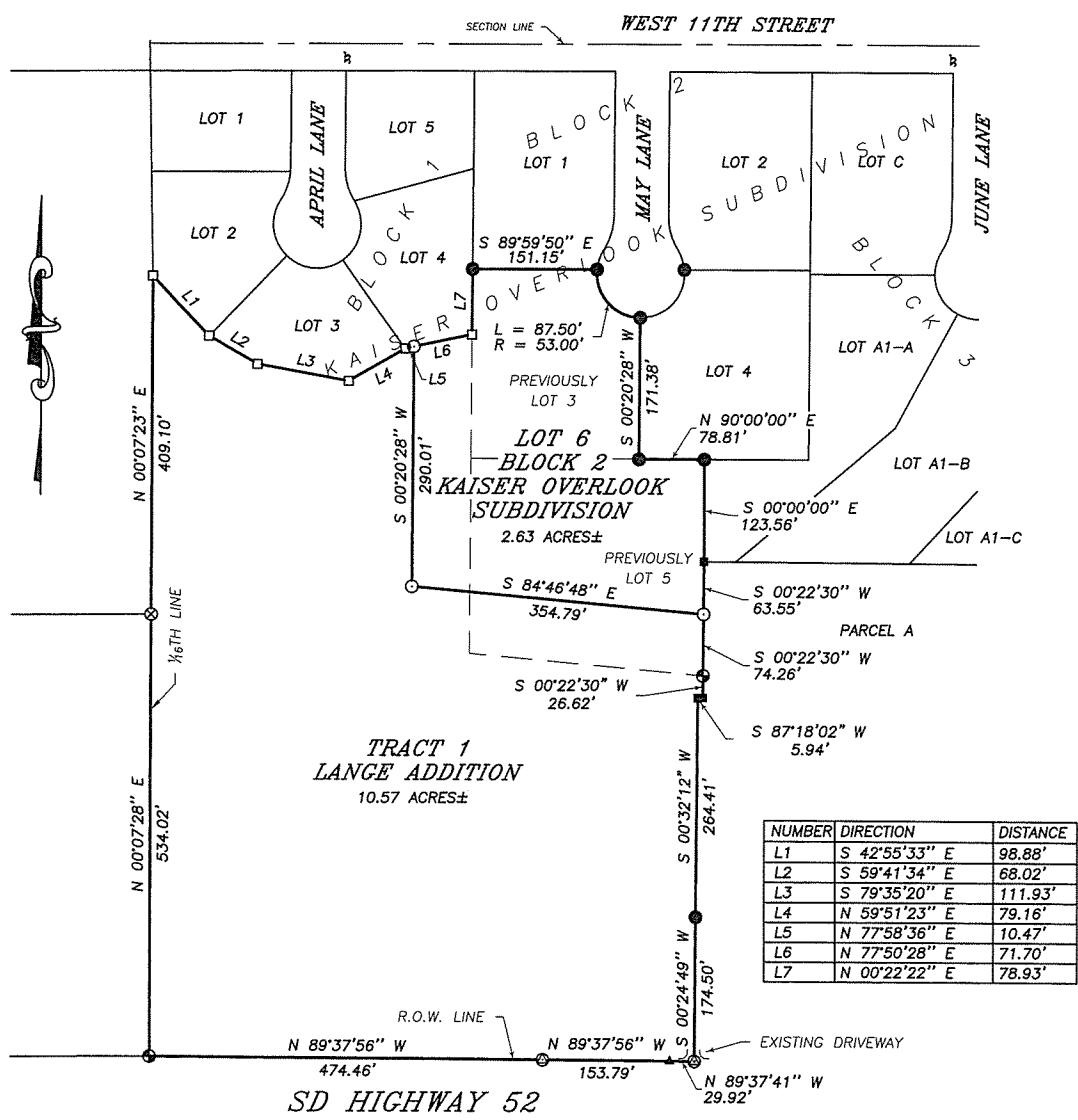 WEST 11TH STREET
SECTION LINE
LOT 1
APRIL LANE
LOT 5
BLOCK 1
BLOCK 2
LOT 1
MAY LANE
LOT 2
LOT C
JUNE LANE
KAISER OVERLOOK SUBDIVISION
BLOCK 3
LOT 2
LOT 4
LOT 3
S 89°59'50" E
151.15'
L = 87.50'
R = 53.00'
L1
L2
L3
L4
L5
L6
L7
LOT A1-A
LOT 4
PREVIOUSLY
LOT 3
S 00°20'28" W
171.38'
N 90°00'00" E
78.81'
N 00°07'23" E
409.10'
S 00°20'28" W
290.01'
LOT 6
BLOCK 2
KAISER OVERLOOK
SUBDIVISION
2.63 ACRES±
LOT A1-B
S 00°00'00" E
123.56'
LOT A1-C
PREVIOUSLY
LOT 5
S 84°46'48" E
354.79'
S 00°22'30" W
63.55'
PARCEL A
S 00°22'30" W
74.26'
1/16TH LINE
S 00°22'30" W
26.62'
S 87°18'02" W
5.94'
TRACT 1
LANGE ADDITION
10.57 ACRES±
S 00°32'12" W
264.41'
N 00°07'28" E
534.02'
NUMBER DIRECTION DISTANCE
L1 S 42°55'33" E 98.88'
L2 S 59°41'34" E 68.02'
L3 S 79°35'20" E 111.93'
L4 N 59°51'23" E 79.16'
L5 N 77°58'36" E 10.47'
L6 N 77°50'28" E 71.70'
L7 N 00°22'22" E 78.93'
S 00°24'49" W
174.50'
R.O.W. LINE
N 89°37'56" W
474.46'
N 89°37'56" W
153.79'
EXISTING DRIVEWAY
N 89°37'41" W
29.92'
SD HIGHWAY 52